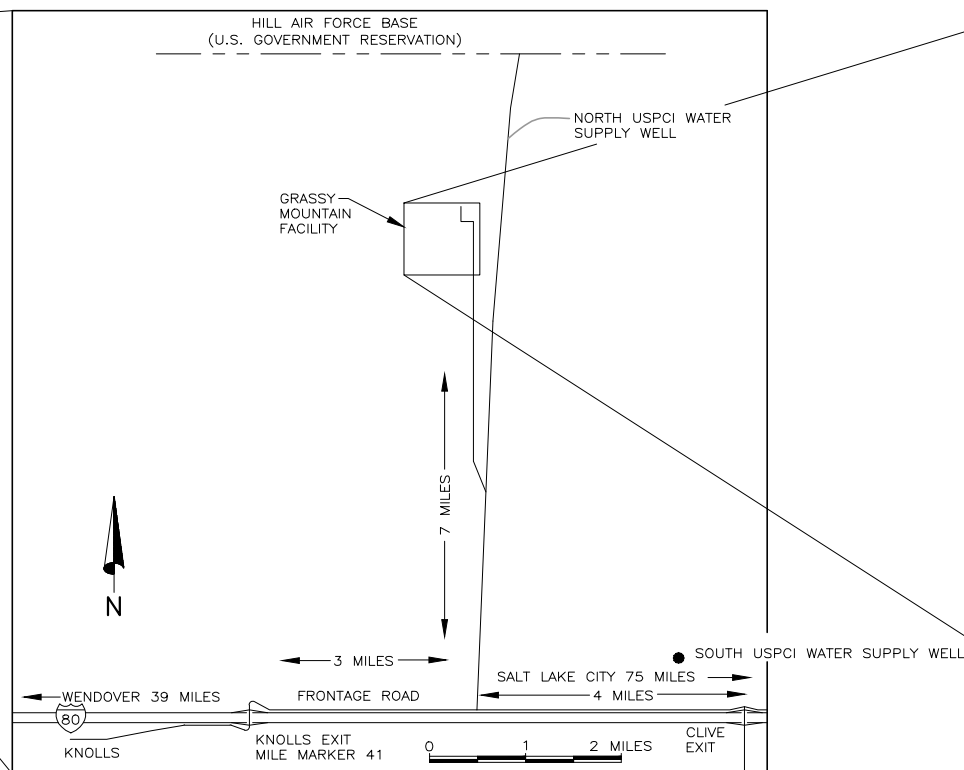 HILL AIR FORCE BASE
(U.S. GOVERNMENT RESERVATION)
NORTH USPCI WATER
SUPPLY WELL
GRASSY
MOUNTAIN
FACILITY
7 MILES
N
3 MILES
SOUTH USPCI WATER SUPPLY WELL
SALT LAKE CITY 75 MILES
WENDOVER 39 MILES
FRONTAGE ROAD
4 MILES
80
KNOLLS
KNOLLS EXIT
MILE MARKER 41
0 1 2 MILES
CLIVE
EXIT